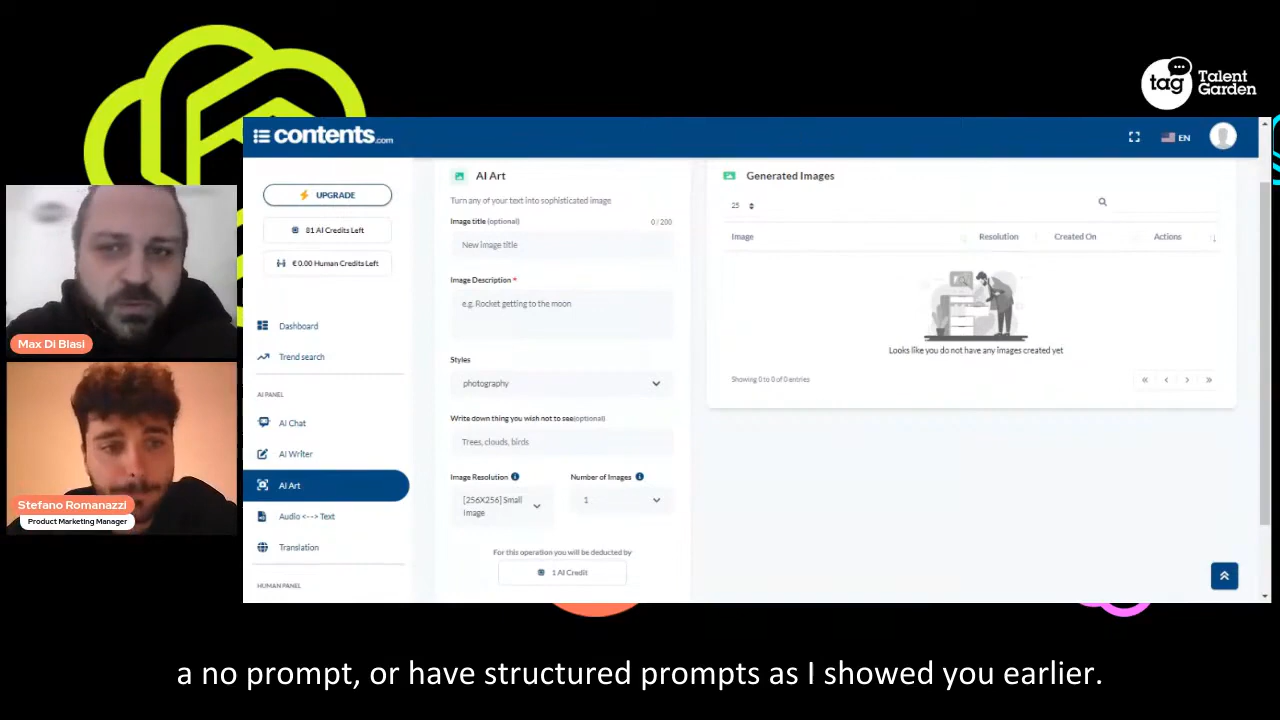 tag
Talent
Garden
contents.com
EN
UPGRADE
81 AI Credits Left
€ 0.00 Human Credits Left
Dashboard
Trend search
AI PANEL
AI Chat
AI Writer
AI Art
Audio <--> Text
Translation
HUMAN PANEL
AI Art
Turn any of your text into sophisticated image
Image title (optional)
0 / 200
New image title
Image Description *
e.g. Rocket getting to the moon
Styles
photography
Write down thing you wish not to see(optional)
Trees, clouds, birds
Image Resolution
Number of Images
[256X256] Small
Image
1
For this operation you will be deducted by
1 AI Credit
Generated Images
25
Image
Resolution
Created On
Actions
Looks like you do not have any images created yet
Showing 0 to 0 of 0 entries
« ‹ › »
Max Di Blasi
Stefano Romanazzi
Product Marketing Manager
a no prompt, or have structured prompts as I showed you earlier.